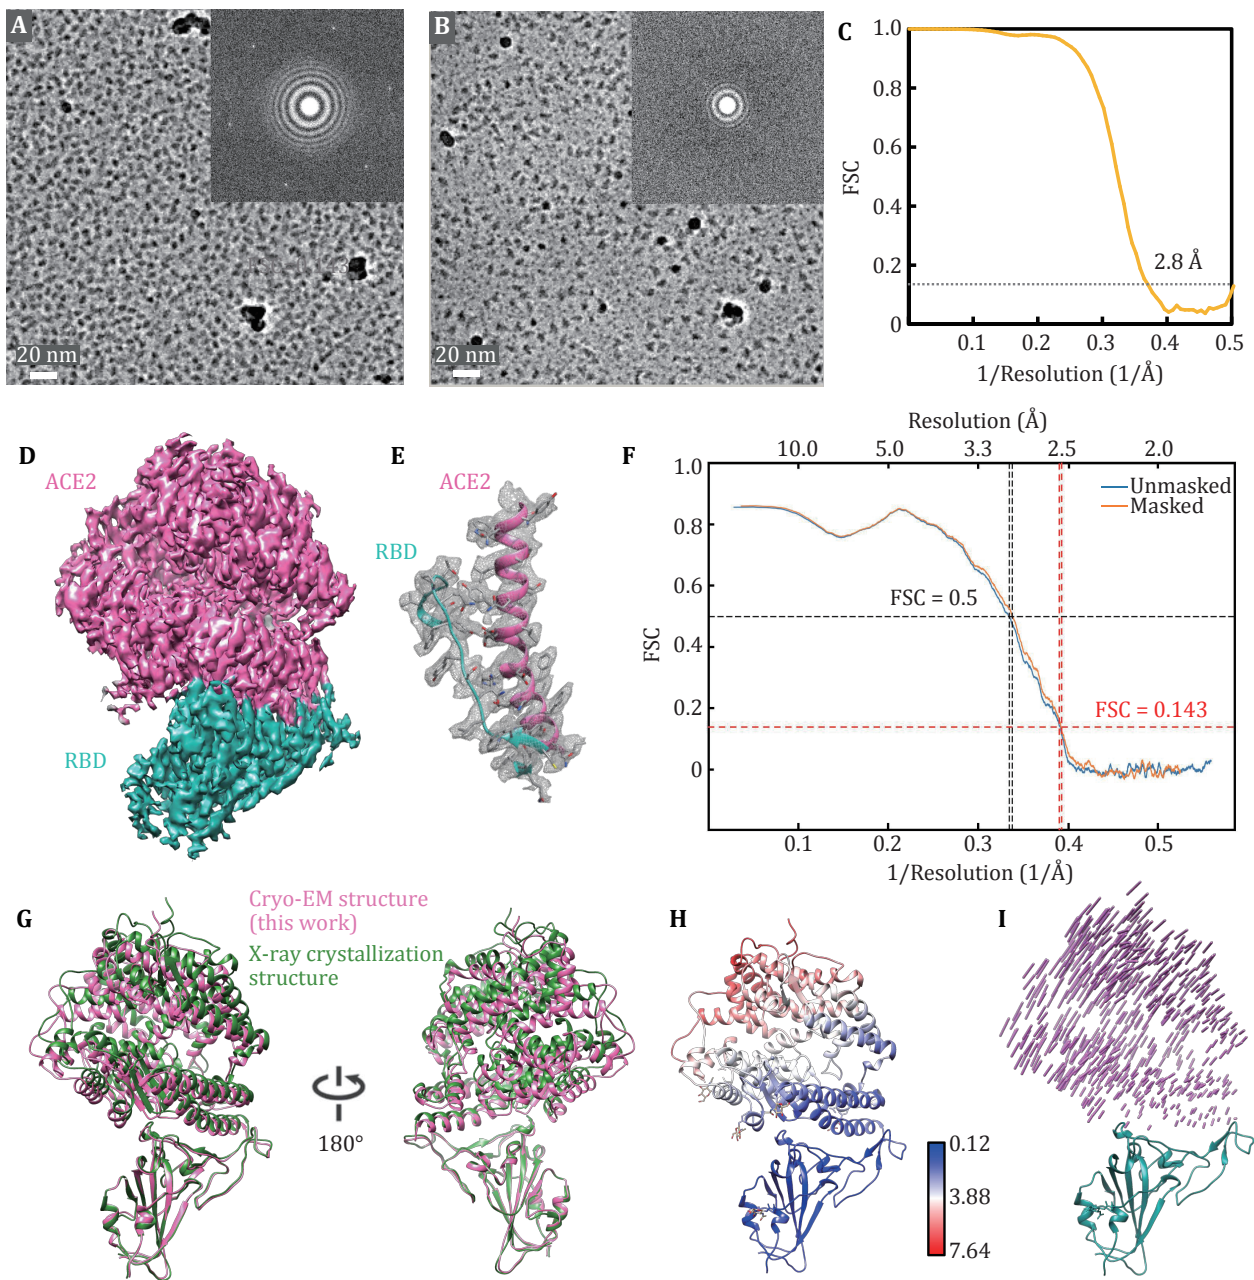 A
20 nm
B
20 nm
C
FSC
1.0
0.8
0.6
0.4
0.2
0
2.8 Å
0.1
0.2
0.3
0.4
0.5
1/Resolution (1/Å)
D
ACE2
RBD
E
ACE2
RBD
F
Resolution (Å)
10.0
5.0
3.3
2.5
2.0
1.0
0.8
0.6
0.4
0.2
0
FSC
Unmasked
Masked
FSC = 0.5
FSC = 0.143
0.1
0.2
0.3
0.4
0.5
1/Resolution (1/Å)
G
Cryo-EM structure
(this work)
X-ray crystallization
structure
180°
H
0.12
3.88
7.64
I